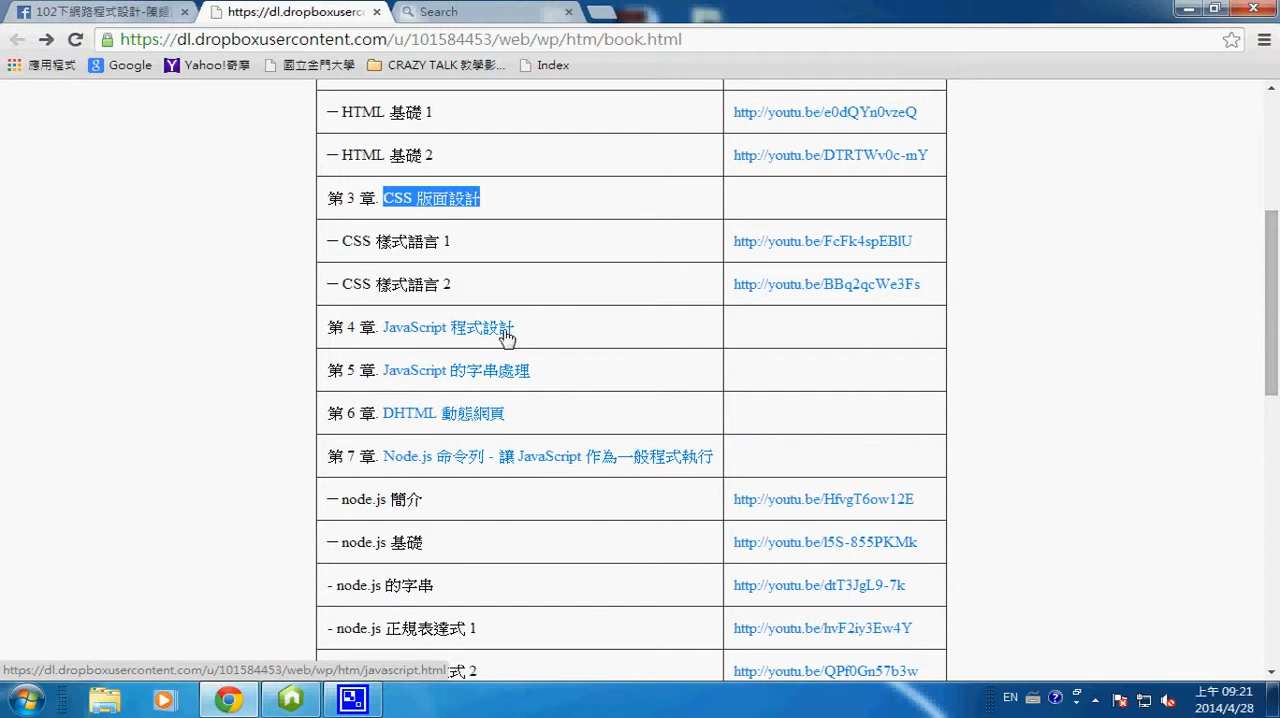 102下網路程式設計-陳鍾
https://dl.dropboxuserco
Search
https://dl.dropboxusercontent.com/u/101584453/web/wp/htm/book.html
應用程式 Google Yahoo!奇摩 國立金門大學 CRAZY TALK 教學影... Index
－ HTML 基礎 1 http://youtu.be/e0dQYn0vzeQ
－ HTML 基礎 2 http://youtu.be/DTRTWv0c-mY
第 3 章. CSS 版面設計
－ CSS 樣式語言 1 http://youtu.be/FcFk4spEBlU
－ CSS 樣式語言 2 http://youtu.be/BBq2qcWe3Fs
第 4 章. JavaScript 程式設計
第 5 章. JavaScript 的字串處理
第 6 章. DHTML 動態網頁
第 7 章. Node.js 命令列 - 讓 JavaScript 作為一般程式執行
－ node.js 簡介 http://youtu.be/HfvgT6ow12E
－ node.js 基礎 http://youtu.be/l5S-855PKMk
- node.js 的字串 http://youtu.be/dtT3JgL9-7k
- node.js 正規表達式 1 http://youtu.be/hvF2iy3Ew4Y
式 2 http://youtu.be/QPf0Gn57b3w
https://dl.dropboxusercontent.com/u/101584453/web/wp/htm/javascript.html
EN
上午 09:21
2014/4/28